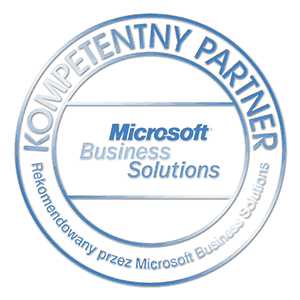 KOMPETENTNY PARTNER
Microsoft®
Business
Solutions
Rekomendowany przez Microsoft Business Solutions